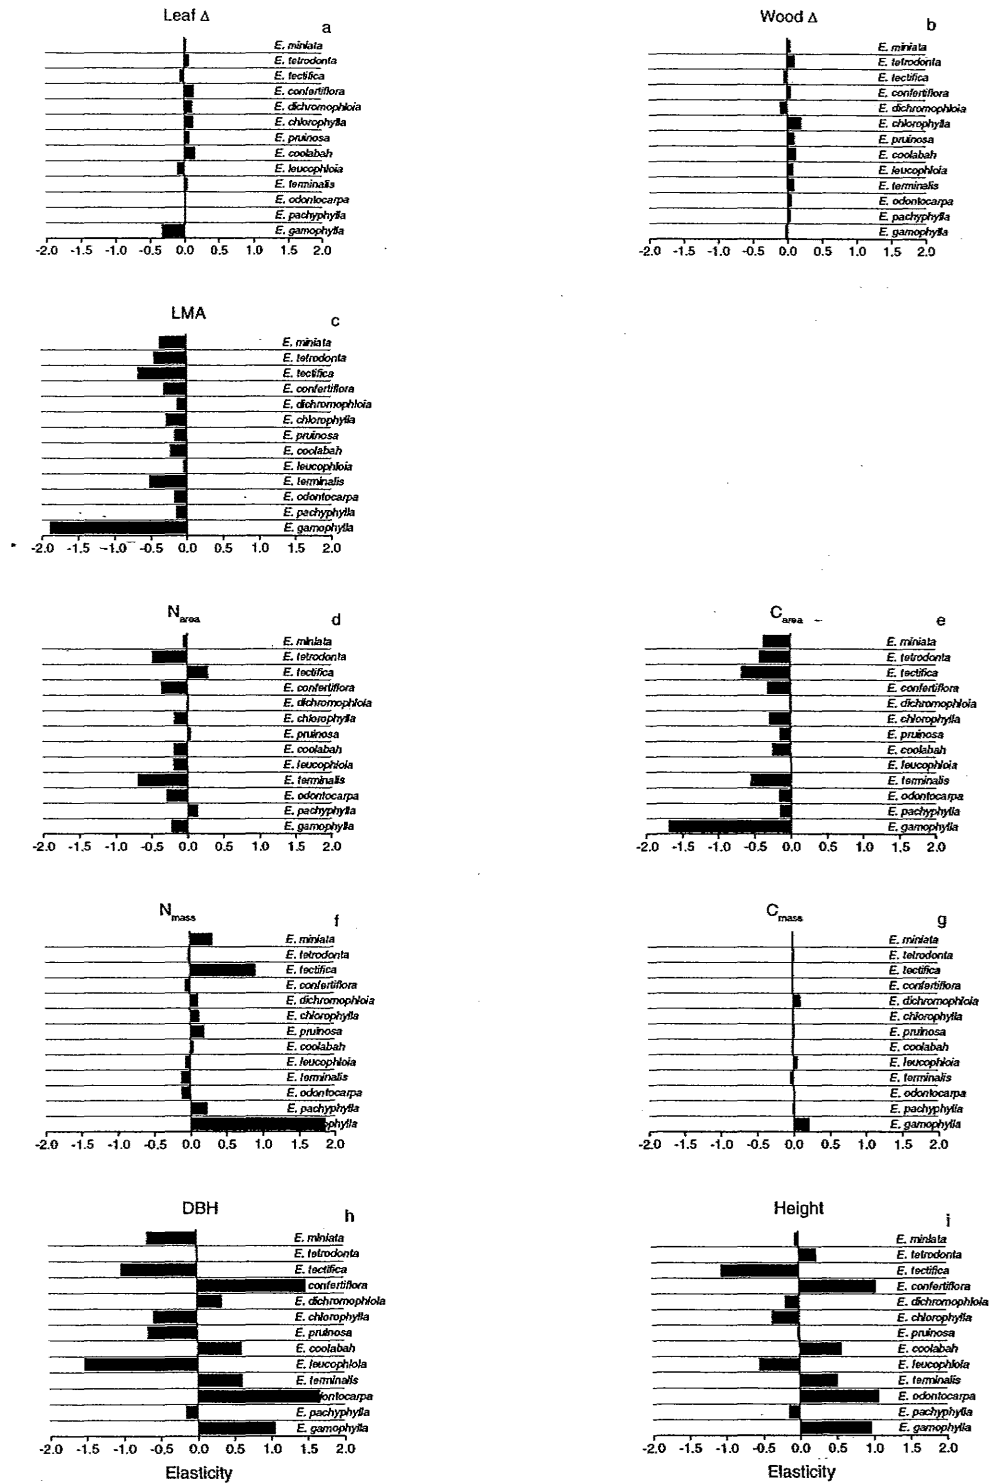 Leaf Δ
a
E. miniata
E. tetrodonta
E. tectifica
E. confertiflora
E. dichromophloia
E. chlorophylla
E. pruinosa
E. coolabah
E. leucophloia
E. terminalis
E. odontocarpa
E. pachyphylla
E. gamophylla
-2.0 -1.5 -1.0 -0.5 0.0 0.5 1.0 1.5 2.0
Wood Δ
b
E. miniata
E. tetrodonta
E. tectifica
E. confertiflora
E. dichromophloia
E. chlorophylla
E. pruinosa
E. coolabah
E. leucophloia
E. terminalis
E. odontocarpa
E. pachyphylla
E. gamophylla
-2.0 -1.5 -1.0 -0.5 0.0 0.5 1.0 1.5 2.0
LMA
c
E. miniata
E. tetrodonta
E. tectifica
E. confertiflora
E. dichromophloia
E. chlorophylla
E. pruinosa
E. coolabah
E. leucophloia
E. terminalis
E. odontocarpa
E. pachyphylla
E. gamophylla
-2.0 -1.5 -1.0 -0.5 0.0 0.5 1.0 1.5 2.0
N area
d
E. miniata
E. tetrodonta
E. tectifica
E. confertiflora
E. dichromophloia
E. chlorophylla
E. pruinosa
E. coolabah
E. leucophloia
E. terminalis
E. odontocarpa
E. pachyphylla
E. gamophylla
-2.0 -1.5 -1.0 -0.5 0.0 0.5 1.0 1.5 2.0
C area
e
E. miniata
E. tetrodonta
E. tectifica
E. confertiflora
E. dichromophloia
E. chlorophylla
E. pruinosa
E. coolabah
E. leucophloia
E. terminalis
E. odontocarpa
E. pachyphylla
E. gamophylla
-2.0 -1.5 -1.0 -0.5 0.0 0.5 1.0 1.5 2.0
N mass
f
E. miniata
E. tetrodonta
E. tectifica
E. confertiflora
E. dichromophloia
E. chlorophylla
E. pruinosa
E. coolabah
E. leucophloia
E. terminalis
E. odontocarpa
E. pachyphylla
ophylla
-2.0 -1.5 -1.0 -0.5 0.0 0.5 1.0 1.5 2.0
C mass
g
E. miniata
E. tetrodonta
E. tectifica
E. confertiflora
E. dichromophloia
E. chlorophylla
E. pruinosa
E. coolabah
E. leucophloia
E. terminalis
E. odontocarpa
E. pachyphylla
E. gamophylla
-2.0 -1.5 -1.0 -0.5 0.0 0.5 1.0 1.5 2.0
DBH
h
E. miniata
E. tetrodonta
E. tectifica
confertiflora
E. dichromophloia
E. chlorophylla
E. pruinosa
E. coolabah
E. leucophloia
E. terminalis
ontocarpa
E. pachyphylla
E. gamophylla
-2.0 -1.5 -1.0 -0.5 0.0 0.5 1.0 1.5 2.0
Elasticity
Height
i
E. miniata
E. tetrodonta
E. tectifica
E. confertiflora
E. dichromophloia
E. chlorophylla
E. pruinosa
E. coolabah
E. leucophloia
E. terminalis
E. odontocarpa
E. pachyphylla
E. gamophylla
-2.0 -1.5 -1.0 -0.5 0.0 0.5 1.0 1.5 2.0
Elasticity